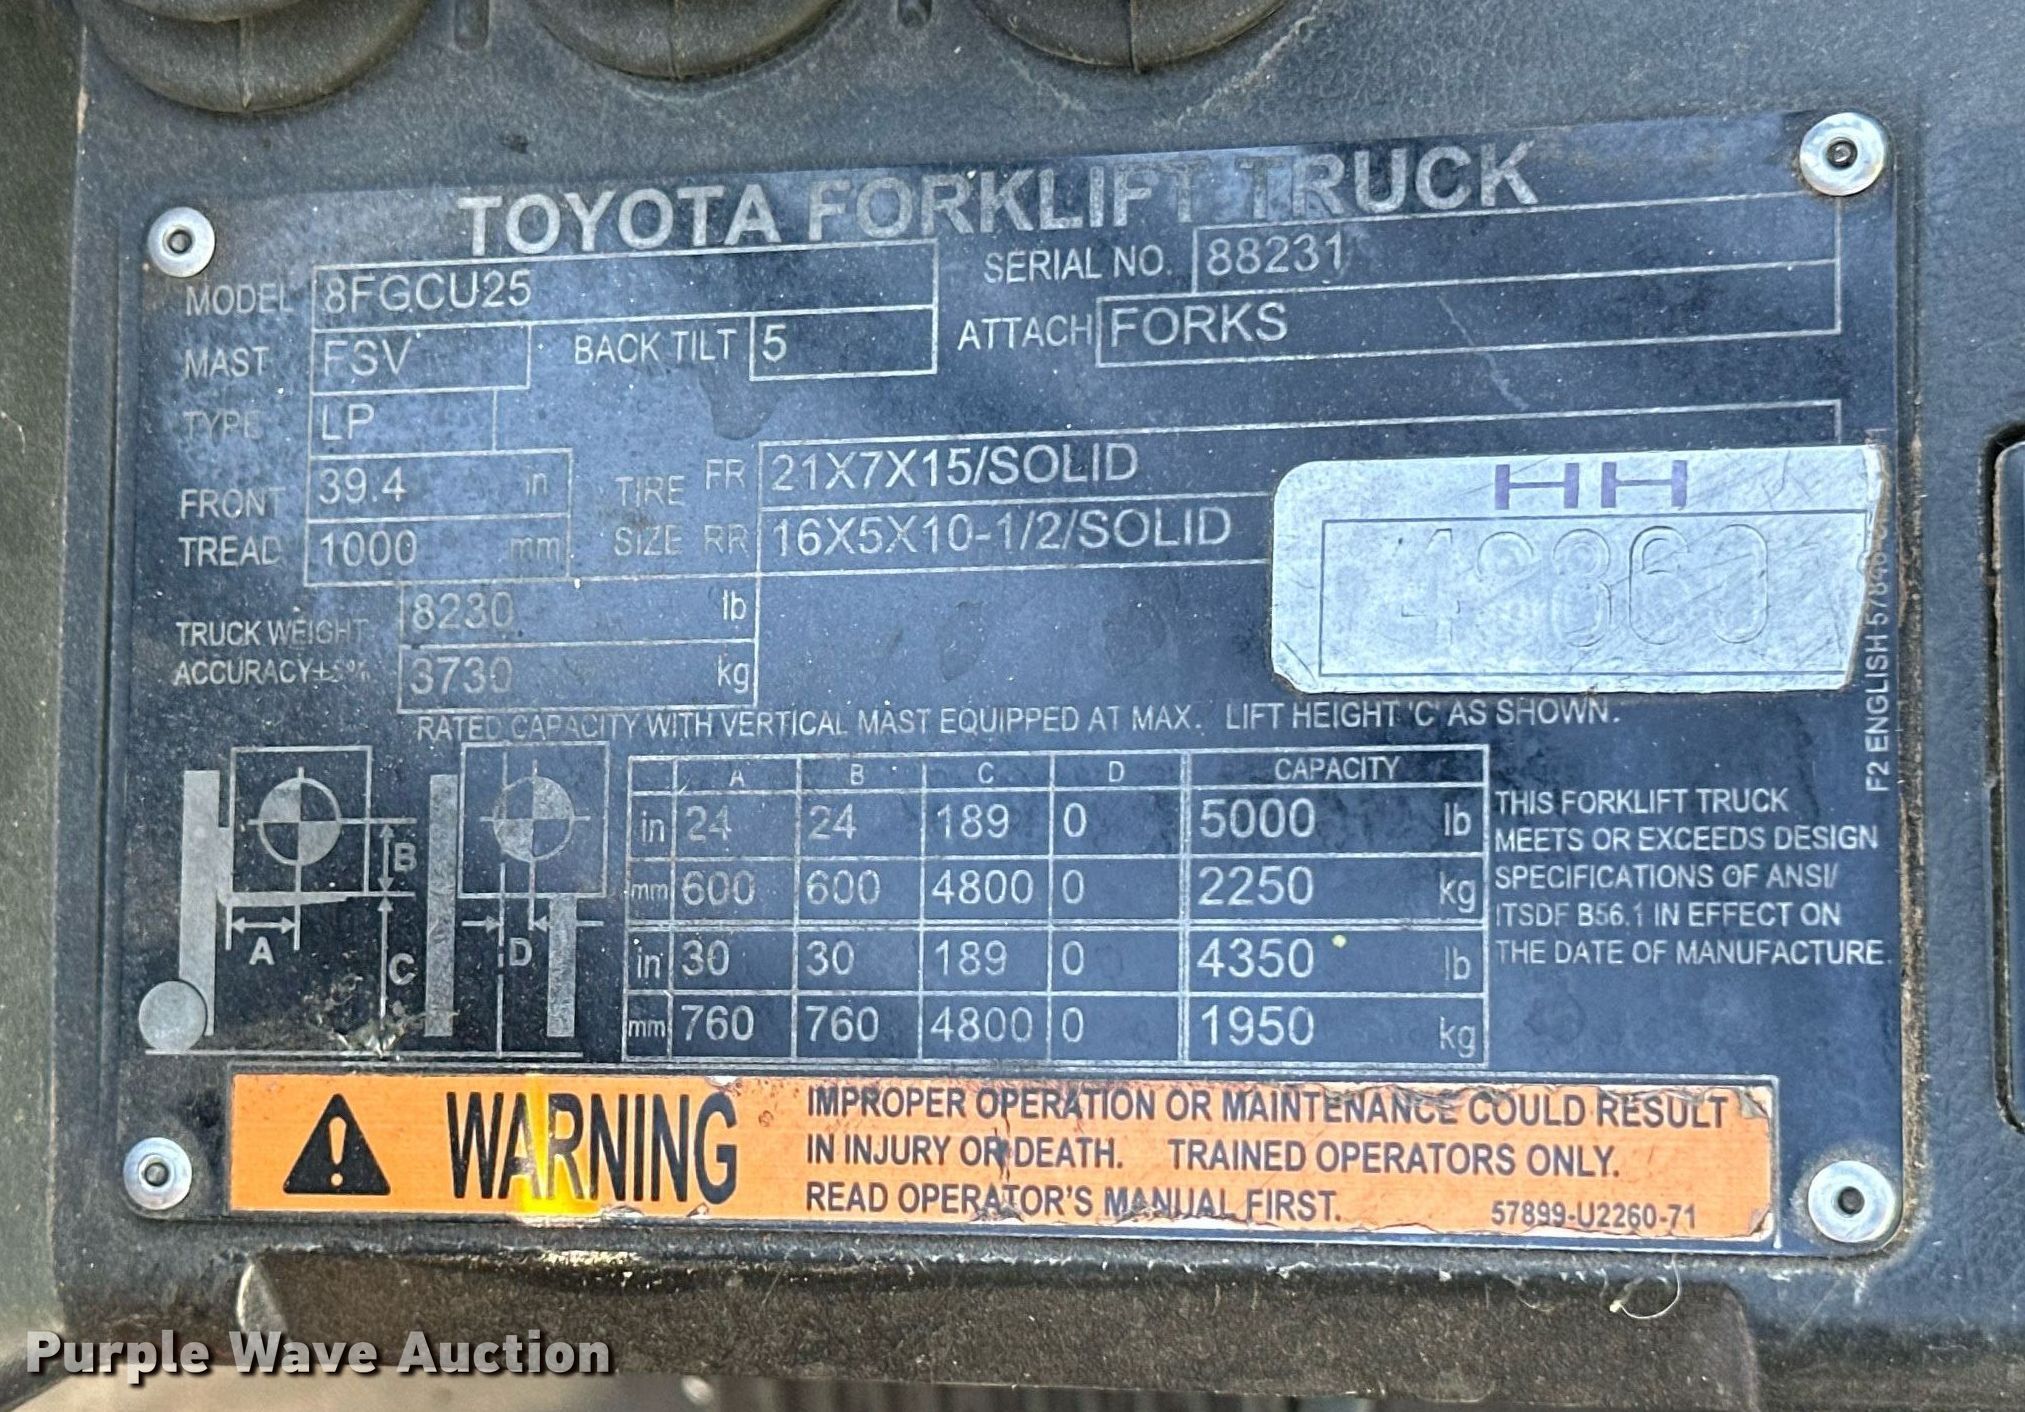 TOYOTA FORKLIFT TRUCK
MODEL 8FGCU25 SERIAL NO. 88231
MAST FSV BACK TILT 5 ATTACH FORKS
TYPE LP
FRONT TREAD 39.4 in TIRE SIZE FR 21X7X15/SOLID
1000 mm RR 16X5X10-1/2/SOLID
HH
TRUCK WEIGHT 8230 lb
ACCURACY±5% 3730 kg
RATED CAPACITY WITH VERTICAL MAST EQUIPPED AT MAX. LIFT HEIGHT 'C' AS SHOWN.
A B C D CAPACITY
in 24 24 189 0 5000 lb
mm 600 600 4800 0 2250 kg
in 30 30 189 0 4350 lb
mm 760 760 4800 0 1950 kg
A B C D
THIS FORKLIFT TRUCK
MEETS OR EXCEEDS DESIGN
SPECIFICATIONS OF ANSI/
ITSDF B56.1 IN EFFECT ON
THE DATE OF MANUFACTURE.
F2 ENGLISH
WARNING
IMPROPER OPERATION OR MAINTENANCE COULD RESULT
IN INJURY OR DEATH. TRAINED OPERATORS ONLY.
READ OPERATOR'S MANUAL FIRST. 57899-U2260-71
Purple Wave Auction